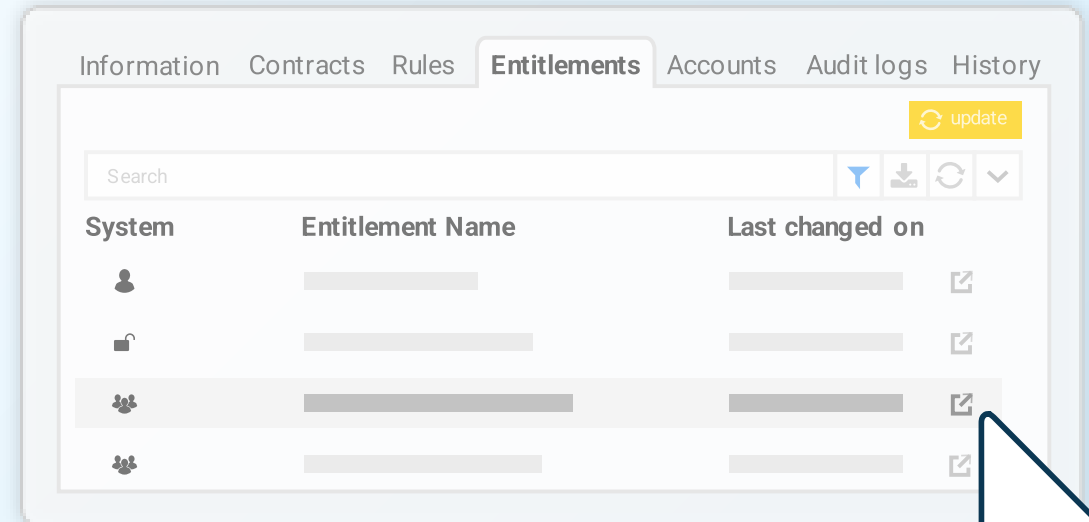 Information Contracts Rules Entitlements Accounts Audit logs History
update
Search
System Entitlement Name Last changed on